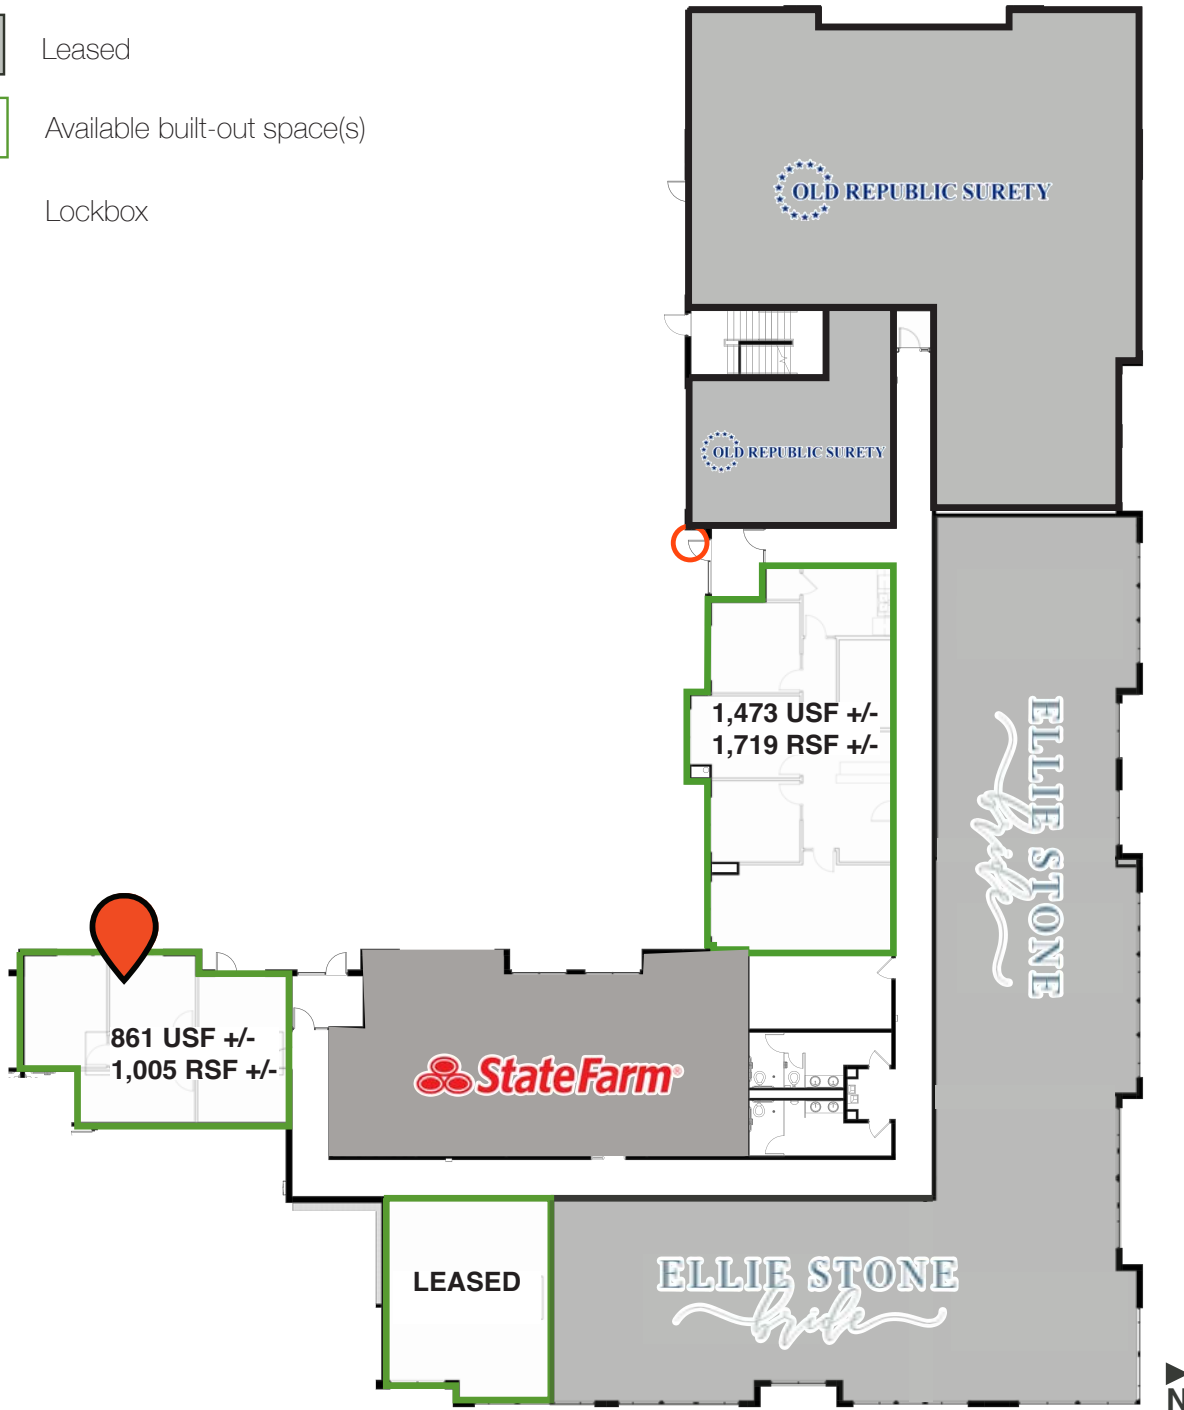 Leased
Available built-out space(s)
Lockbox
OLD REPUBLIC SURETY
OLD REPUBLIC SURETY
1,473 USF +/-
1,719 RSF +/-
ELLIE STONE
bride
861 USF +/-
1,005 RSF +/-
StateFarm®
LEASED
ELLIE STONE
bride
N